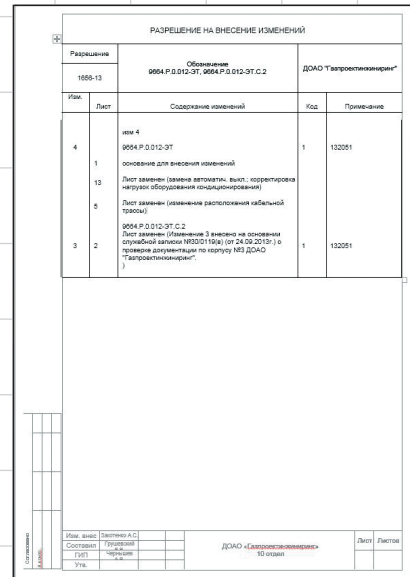 РАЗРЕШЕНИЕ НА ВНЕСЕНИЕ ИЗМЕНЕНИЙ
Разрешение
1656-13
Обозначение
9664.Р.0.012-ЭТ, 9664.Р.0.012-ЭТ.С.2
ДОАО "Газпроектинжиниринг"
Изм.
Лист
Содержание изменений
Код
Примечание
изм 4
4
9664.Р.0.012-ЭТ
1
132051
1
основание для внесения изменений
13
Лист заменен (замена автоматич. выкл.; корректировка
нагрузок оборудования кондиционирования)
5
Лист заменен (изменение расположения кабельной
трассы)
9664.Р.0.012-ЭТ.С.2
3
2
Лист заменен (Изменение 3 внесено на основании
служебной записки №30/0119(в) (от 24.09.2013г.) о
проверке документации по корпусу №3 ДОАО
"Газпроектинжиниринг".
)
1
132051
Согласовано
Изм. внес
Составил
Грушевский
ГИП
Чернышев
Утв.
ДОАО «Газпроектинжиниринг»
10 отдел
Лист
Листов